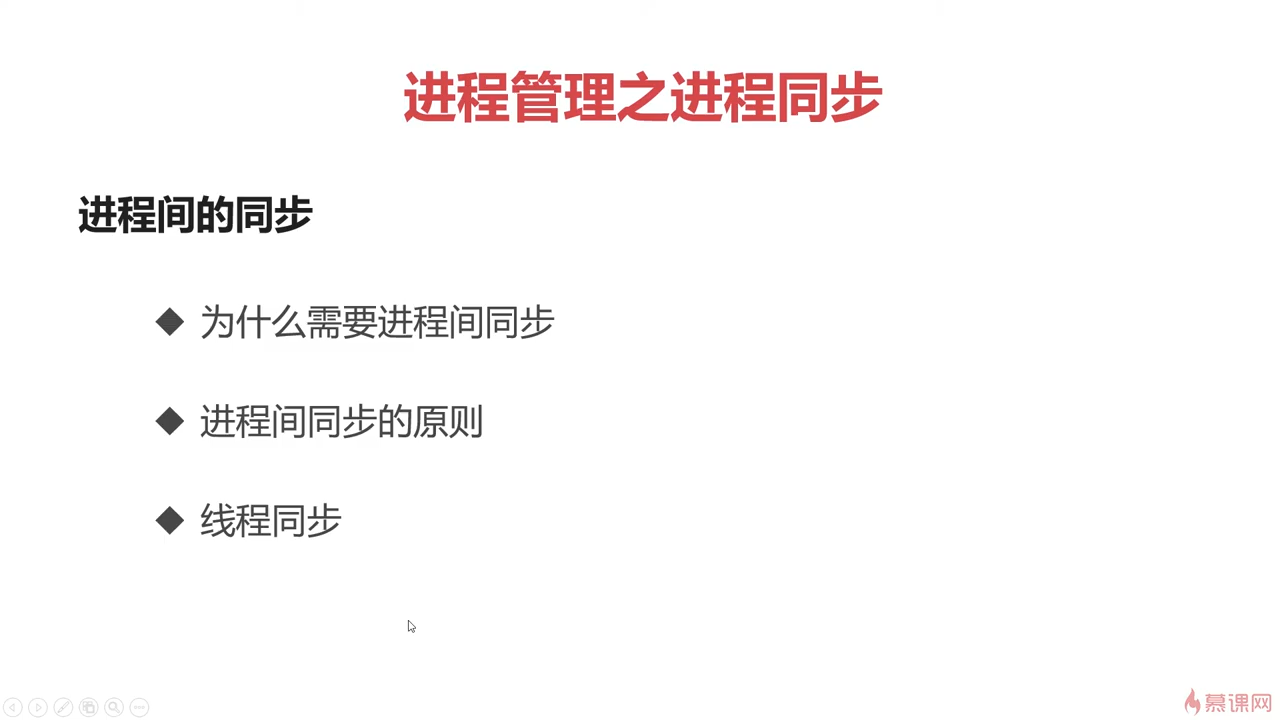 进程管理之进程同步
进程间的同步
◆ 为什么需要进程间同步
◆ 进程间同步的原则
◆ 线程同步
慕课网